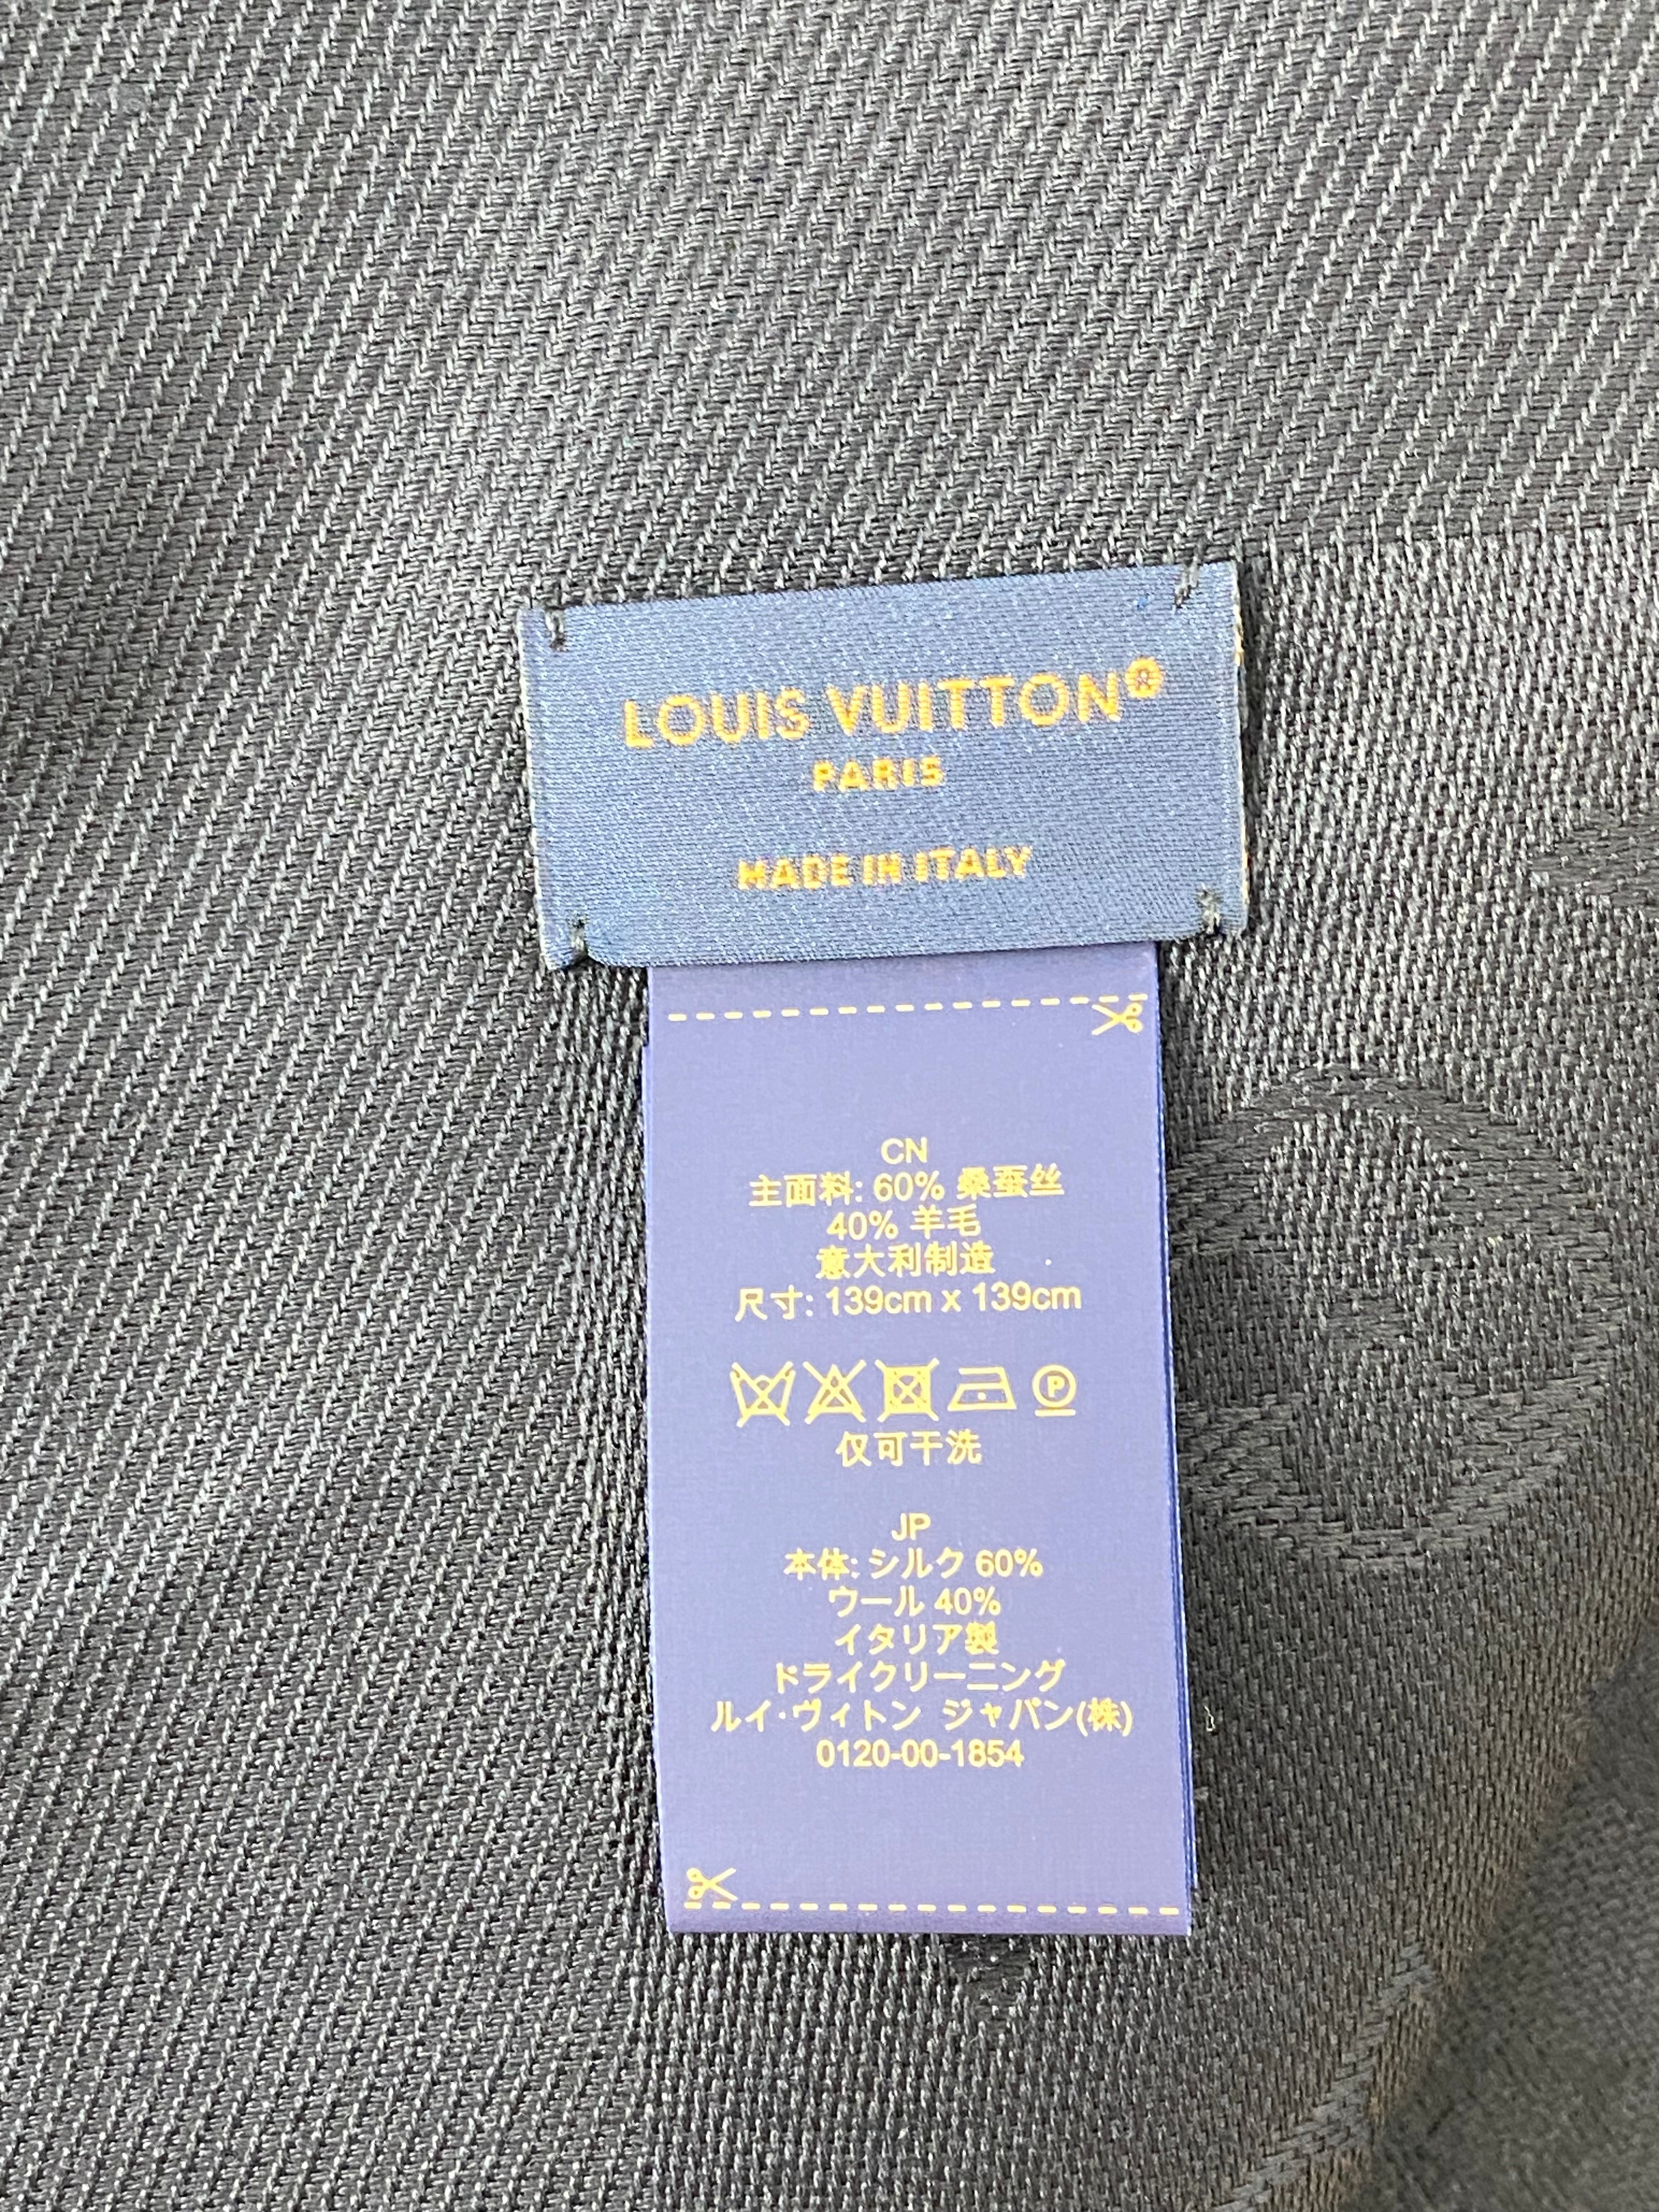 LOUIS VUITTON®
PARIS
MADE IN ITALY
CN
主面料: 60% 桑蚕丝
40% 羊毛
意大利制造
尺寸: 139cm x 139cm
P
仅可干洗
JP
本体: シルク 60%
ウール 40%
イタリア製
ドライクリーニング
ルイ･ヴィトン ジャパン(株)
0120-00-1854